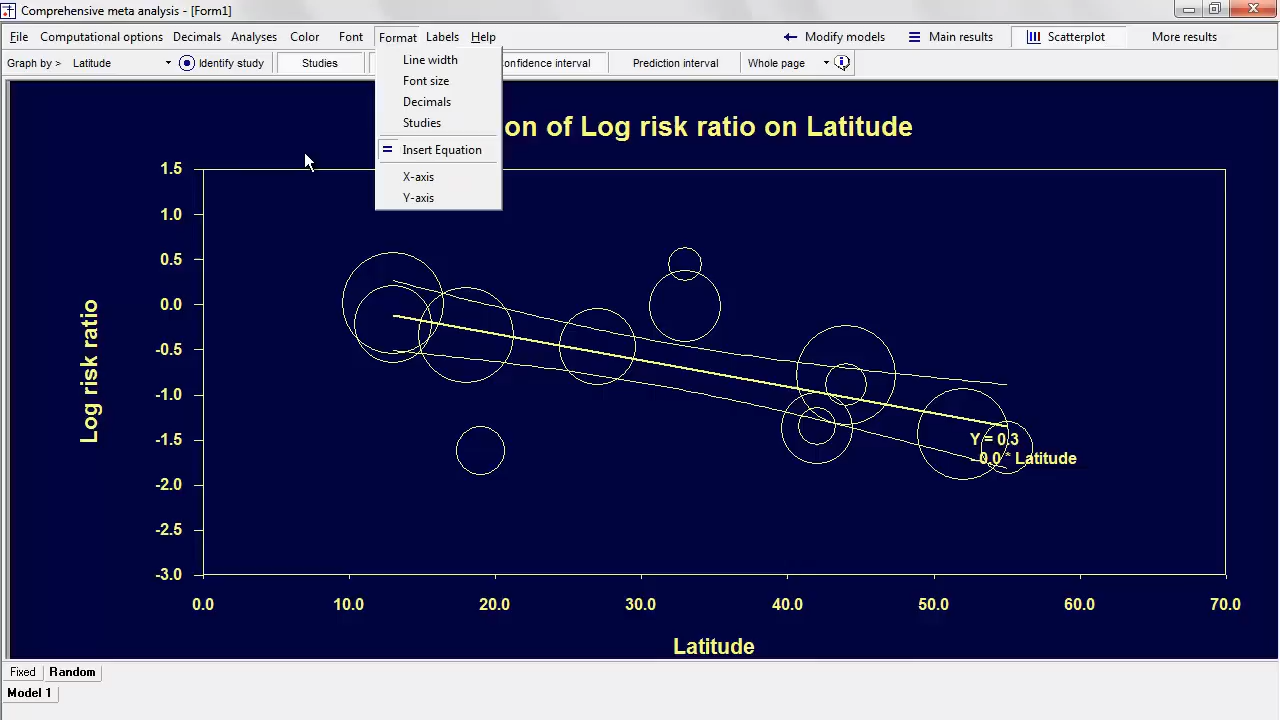 Comprehensive meta analysis - [Form1]
File Computational options Decimals Analyses Color Font Format Labels Help Modify models Main results Scatterplot More results
Graph by > Latitude Identify study Studies onfidence interval Prediction interval Whole page
Line width
Font size
Decimals
Studies
Insert Equation
X-axis
Y-axis
on of Log risk ratio on Latitude
Log risk ratio
1.5
1.0
0.5
0.0
-0.5
-1.0
-1.5
-2.0
-2.5
-3.0
Y = 0.3
- 0.0 * Latitude
0.0 10.0 20.0 30.0 40.0 50.0 60.0 70.0
Latitude
Fixed Random
Model 1